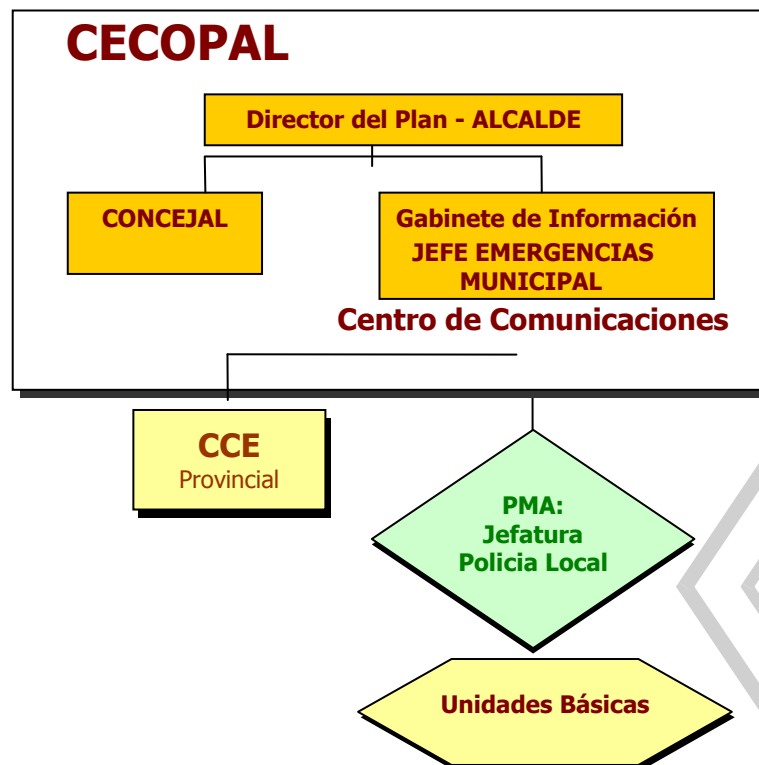 CECOPAL
Director del Plan - ALCALDE
CONCEJAL
Gabinete de Información
JEFE EMERGENCIAS
MUNICIPAL
Centro de Comunicaciones
CCE
Provincial
PMA:
Jefatura
Policia Local
Unidades Básicas